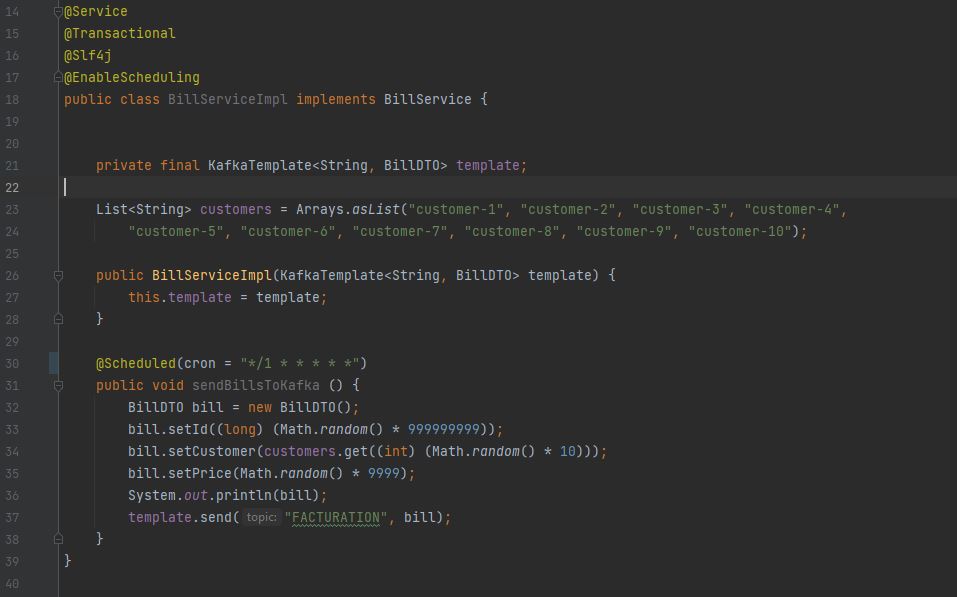 14 @Service
15 @Transactional
16 @Slf4j
17 @EnableScheduling
18 public class BillServiceImpl implements BillService {
19
20
21     private final KafkaTemplate<String, BillDTO> template;
22
23     List<String> customers = Arrays.asList("customer-1", "customer-2", "customer-3", "customer-4",
24         "customer-5", "customer-6", "customer-7", "customer-8", "customer-9", "customer-10");
25
26     public BillServiceImpl(KafkaTemplate<String, BillDTO> template) {
27         this.template = template;
28     }
29
30     @Scheduled(cron = "*/1 * * * * *")
31     public void sendBillsToKafka () {
32         BillDTO bill = new BillDTO();
33         bill.setId((long) (Math.random() * 999999999));
34         bill.setCustomer(customers.get((int) (Math.random() * 10)));
35         bill.setPrice(Math.random() * 9999);
36         System.out.println(bill);
37         template.send( topic: "FACTURATION", bill);
38     }
39 }
40